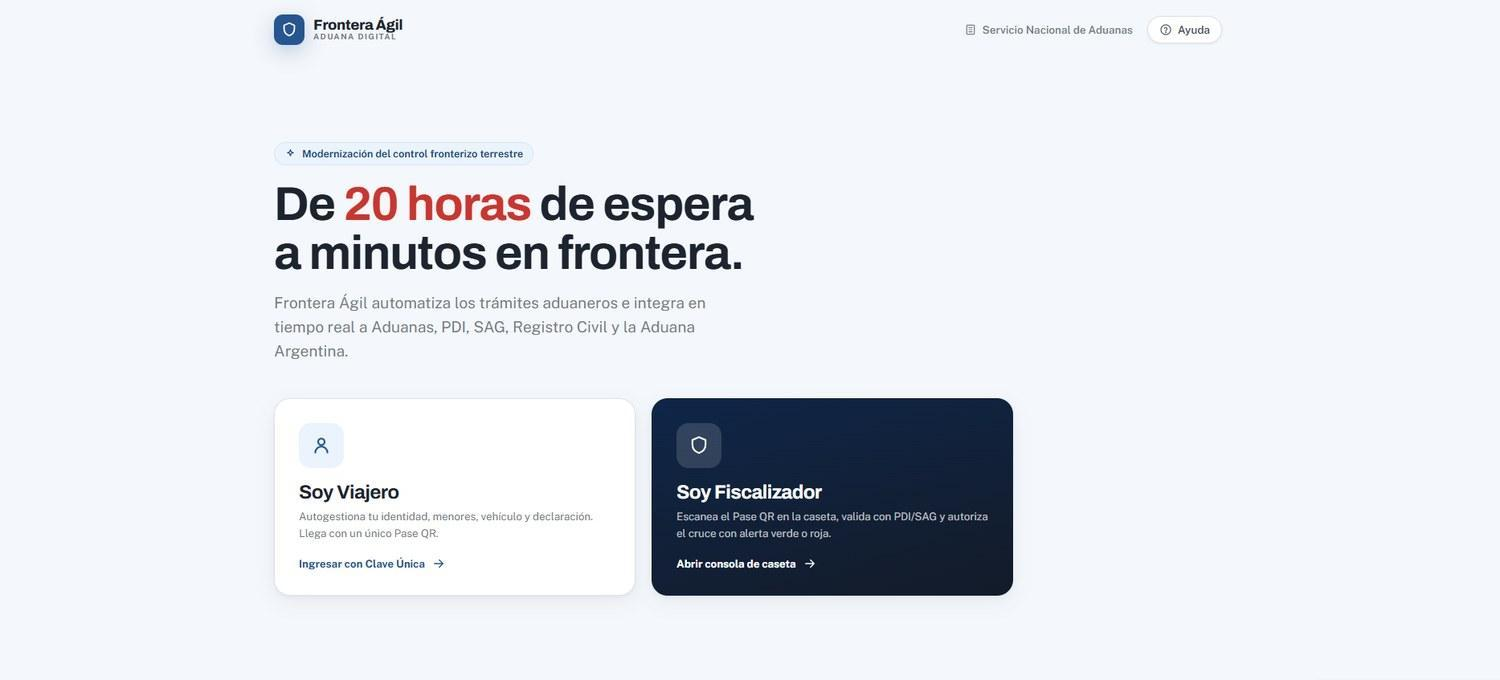 Frontera Ágil
ADUANA DIGITAL
Servicio Nacional de Aduanas
Ayuda
Modernización del control fronterizo terrestre
De 20 horas de espera
a minutos en frontera.
Frontera Ágil automatiza los trámites aduaneros e integra en
tiempo real a Aduanas, PDI, SAG, Registro Civil y la Aduana
Argentina.
Soy Viajero
Autogestiona tu identidad, menores, vehículo y declaración.
Llega con un único Pase QR.
Ingresar con Clave Única
Soy Fiscalizador
Escanea el Pase QR en la caseta, valida con PDI/SAG y autoriza
el cruce con alerta verde o roja.
Abrir consola de caseta